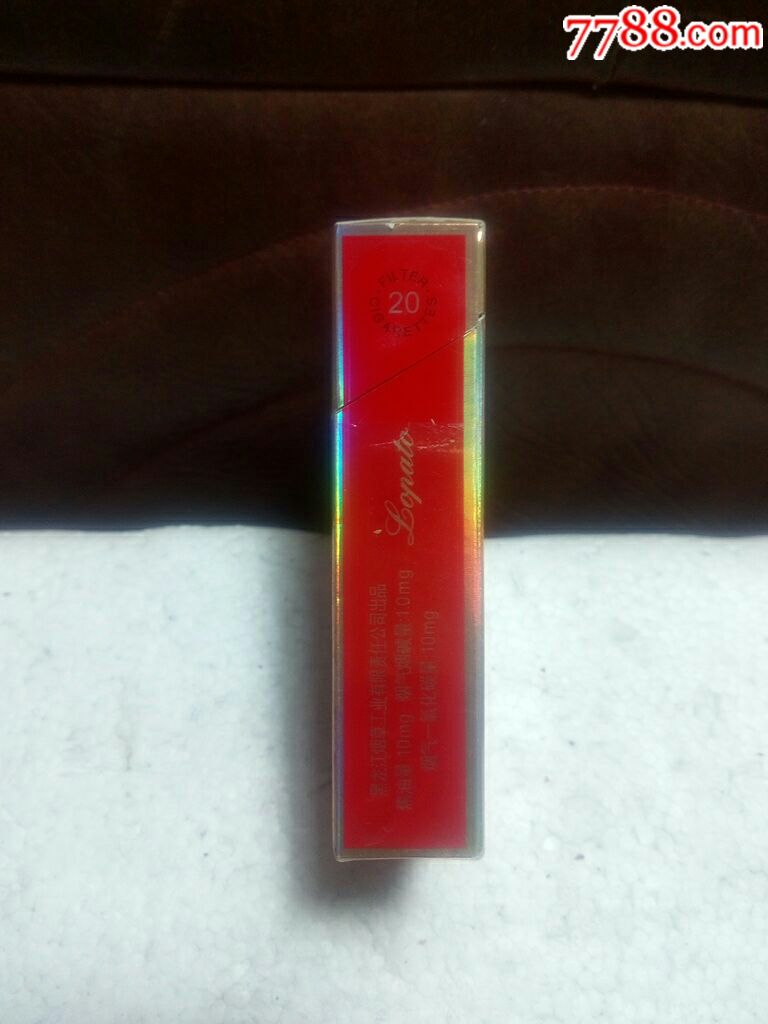 7788.com
FILTER
20
CIGARETTES
Lopato
黑龙江烟草工业有限责任公司出品
焦油量:10mg 烟气烟碱量:1.0mg
烟气一氧化碳量:10mg